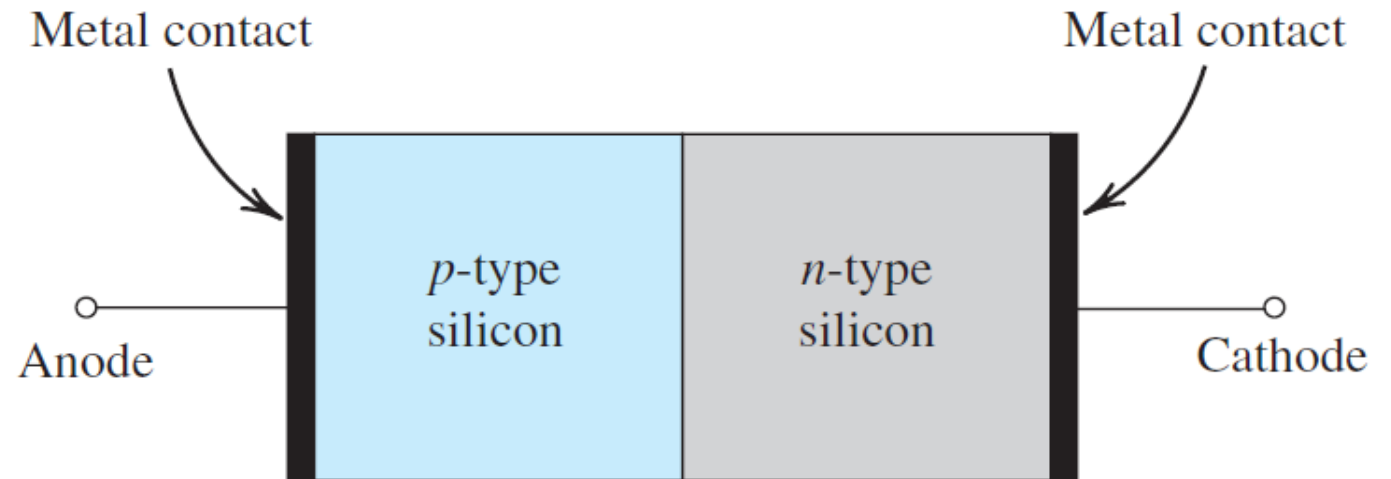 Metal contact
Metal contact
p-type
silicon
n-type
silicon
Anode
Cathode